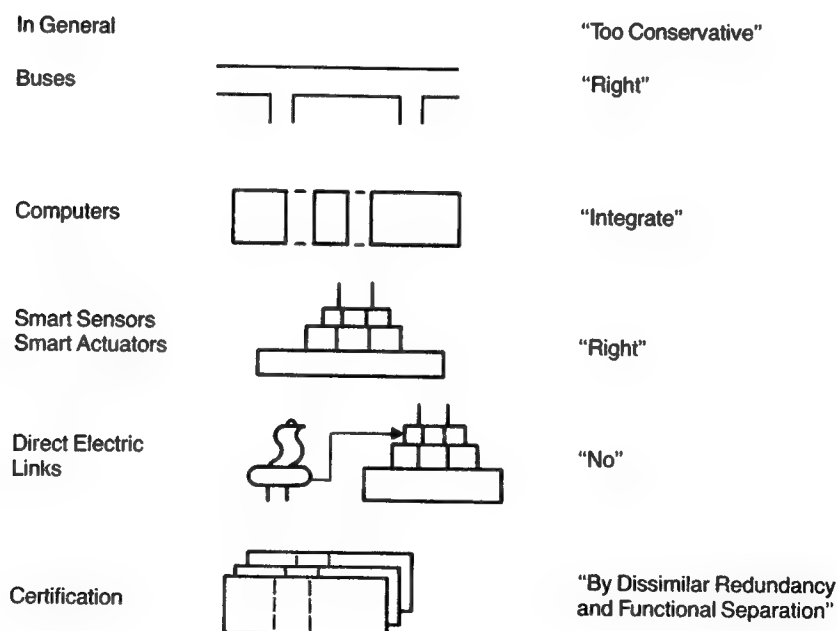 In General
"Too Conservative"
Buses
"Right"
Computers
"Integrate"
Smart Sensors
Smart Actuators
"Right"
Direct Electric
Links
"No"
Certification
"By Dissimilar Redundancy
and Functional Separation"